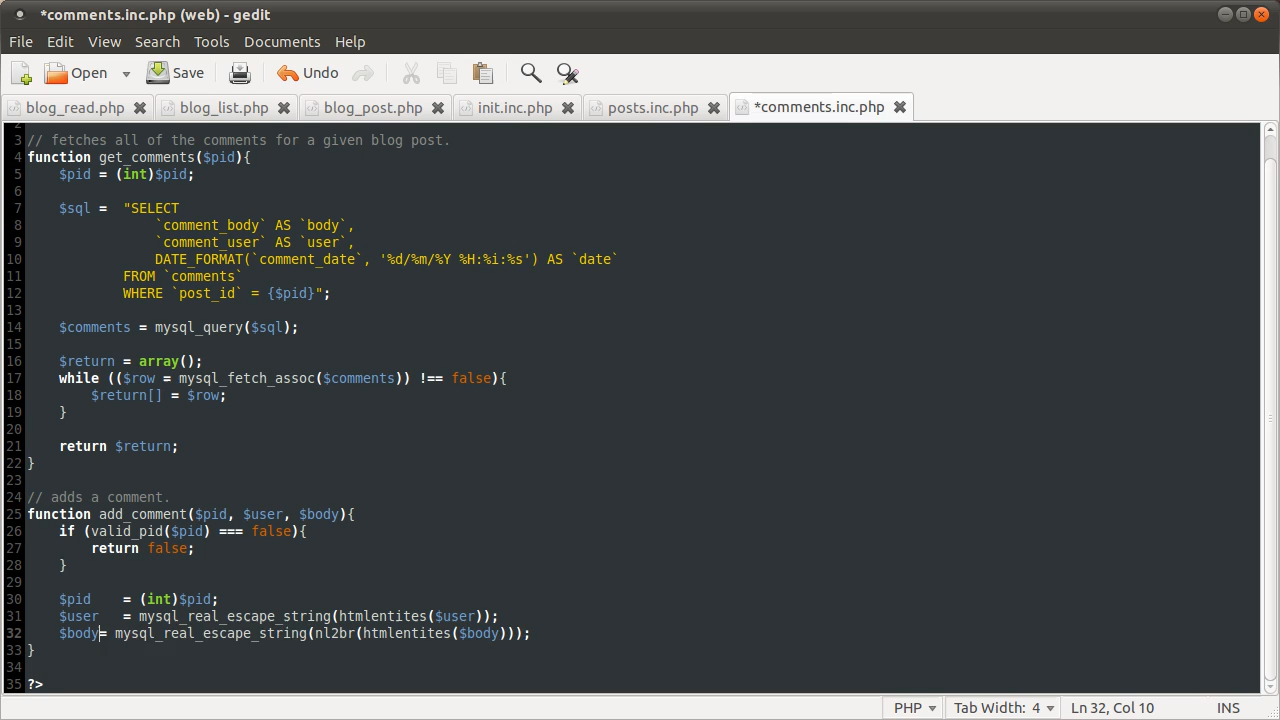 *comments.inc.php (web) - gedit
File Edit View Search Tools Documents Help
Open Save Undo
blog_read.php blog_list.php blog_post.php init.inc.php posts.inc.php *comments.inc.php
2
3 // fetches all of the comments for a given blog post.
4 function get_comments($pid){
5     $pid = (int)$pid;
6
7     $sql =  "SELECT
8                 `comment_body` AS `body`,
9                 `comment_user` AS `user`,
10                 DATE_FORMAT(`comment_date`, '%d/%m/%Y %H:%i:%s') AS `date`
11             FROM `comments`
12             WHERE `post_id` = {$pid}";
13
14     $comments = mysql_query($sql);
15
16     $return = array();
17     while (($row = mysql_fetch_assoc($comments)) !== false){
18         $return[] = $row;
19     }
20
21     return $return;
22 }
23
24 // adds a comment.
25 function add_comment($pid, $user, $body){
26     if (valid_pid($pid) === false){
27         return false;
28     }
29
30     $pid    = (int)$pid;
31     $user   = mysql_real_escape_string(htmlentites($user));
32     $body= mysql_real_escape_string(nl2br(htmlentites($body)));
33 }
34
35 ?>
PHP Tab Width: 4 Ln 32, Col 10 INS